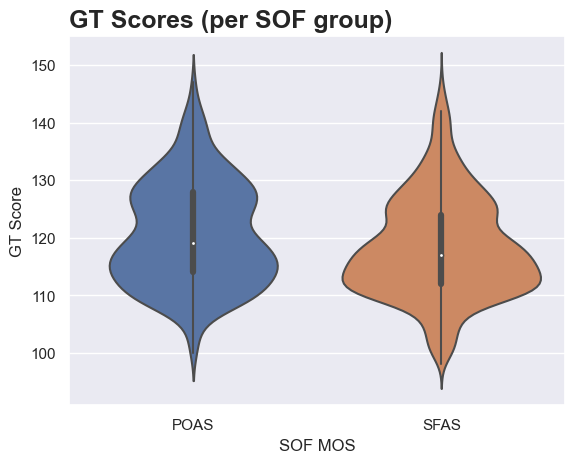 GT Scores (per SOF group)
150
140
130
120
110
100
GT Score
POAS
SFAS
SOF MOS